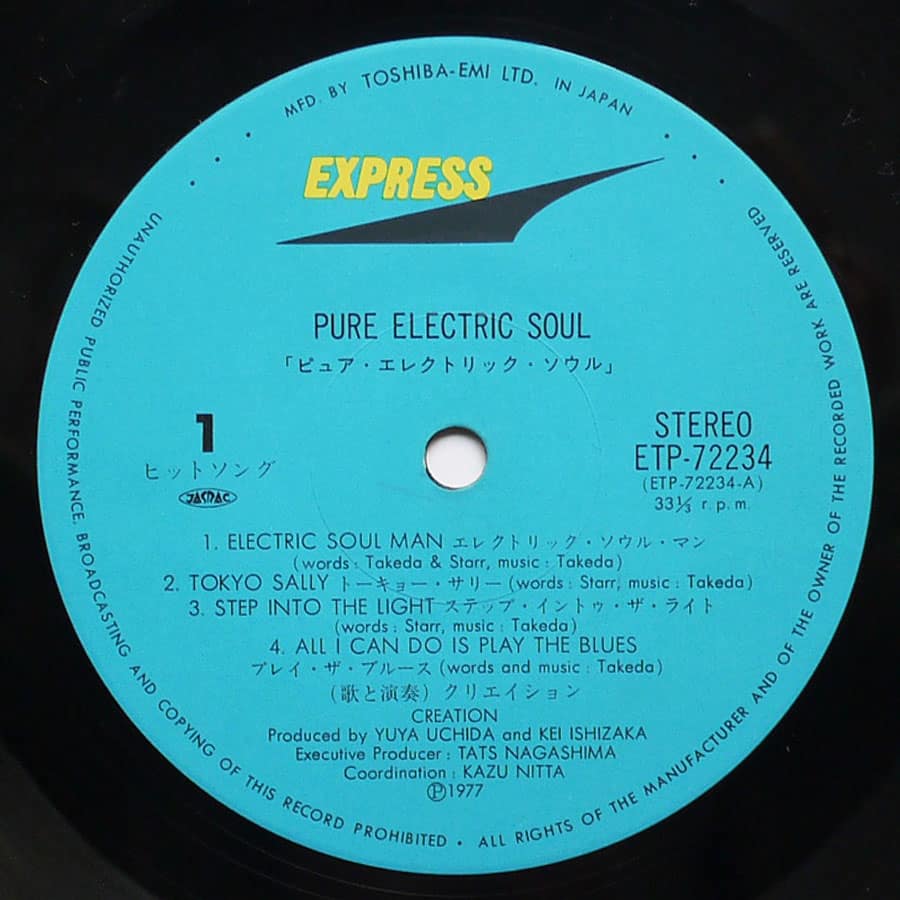 MFD. BY TOSHIBA-EMI LTD. IN JAPAN
EXPRESS
PURE ELECTRIC SOUL
「ピュア・エレクトリック・ソウル」
1
ヒットソング
JASRAC
STEREO
ETP-72234
(ETP-72234-A)
33⅓ r.p.m.
1. ELECTRIC SOUL MAN エレクトリック・ソウル・マン
(words : Takeda & Starr, music : Takeda)
2. TOKYO SALLY トーキョー・サリー (words : Starr, music : Takeda)
3. STEP INTO THE LIGHT ステップ・イントゥ・ザ・ライト
(words : Starr, music : Takeda)
4. ALL I CAN DO IS PLAY THE BLUES
プレイ・ザ・ブルース (words and music : Takeda)
(歌と演奏) クリエイション
CREATION
Produced by YUYA UCHIDA and KEI ISHIZAKA
Executive Producer : TATS NAGASHIMA
Coordination : KAZU NITTA
Ⓟ1977
UNAUTHORIZED PUBLIC PERFORMANCE, BROADCASTING AND COPYING OF THIS RECORD PROHIBITED • ALL RIGHTS OF THE MANUFACTURER AND OF THE OWNER OF THE RECORDED WORK ARE RESERVED